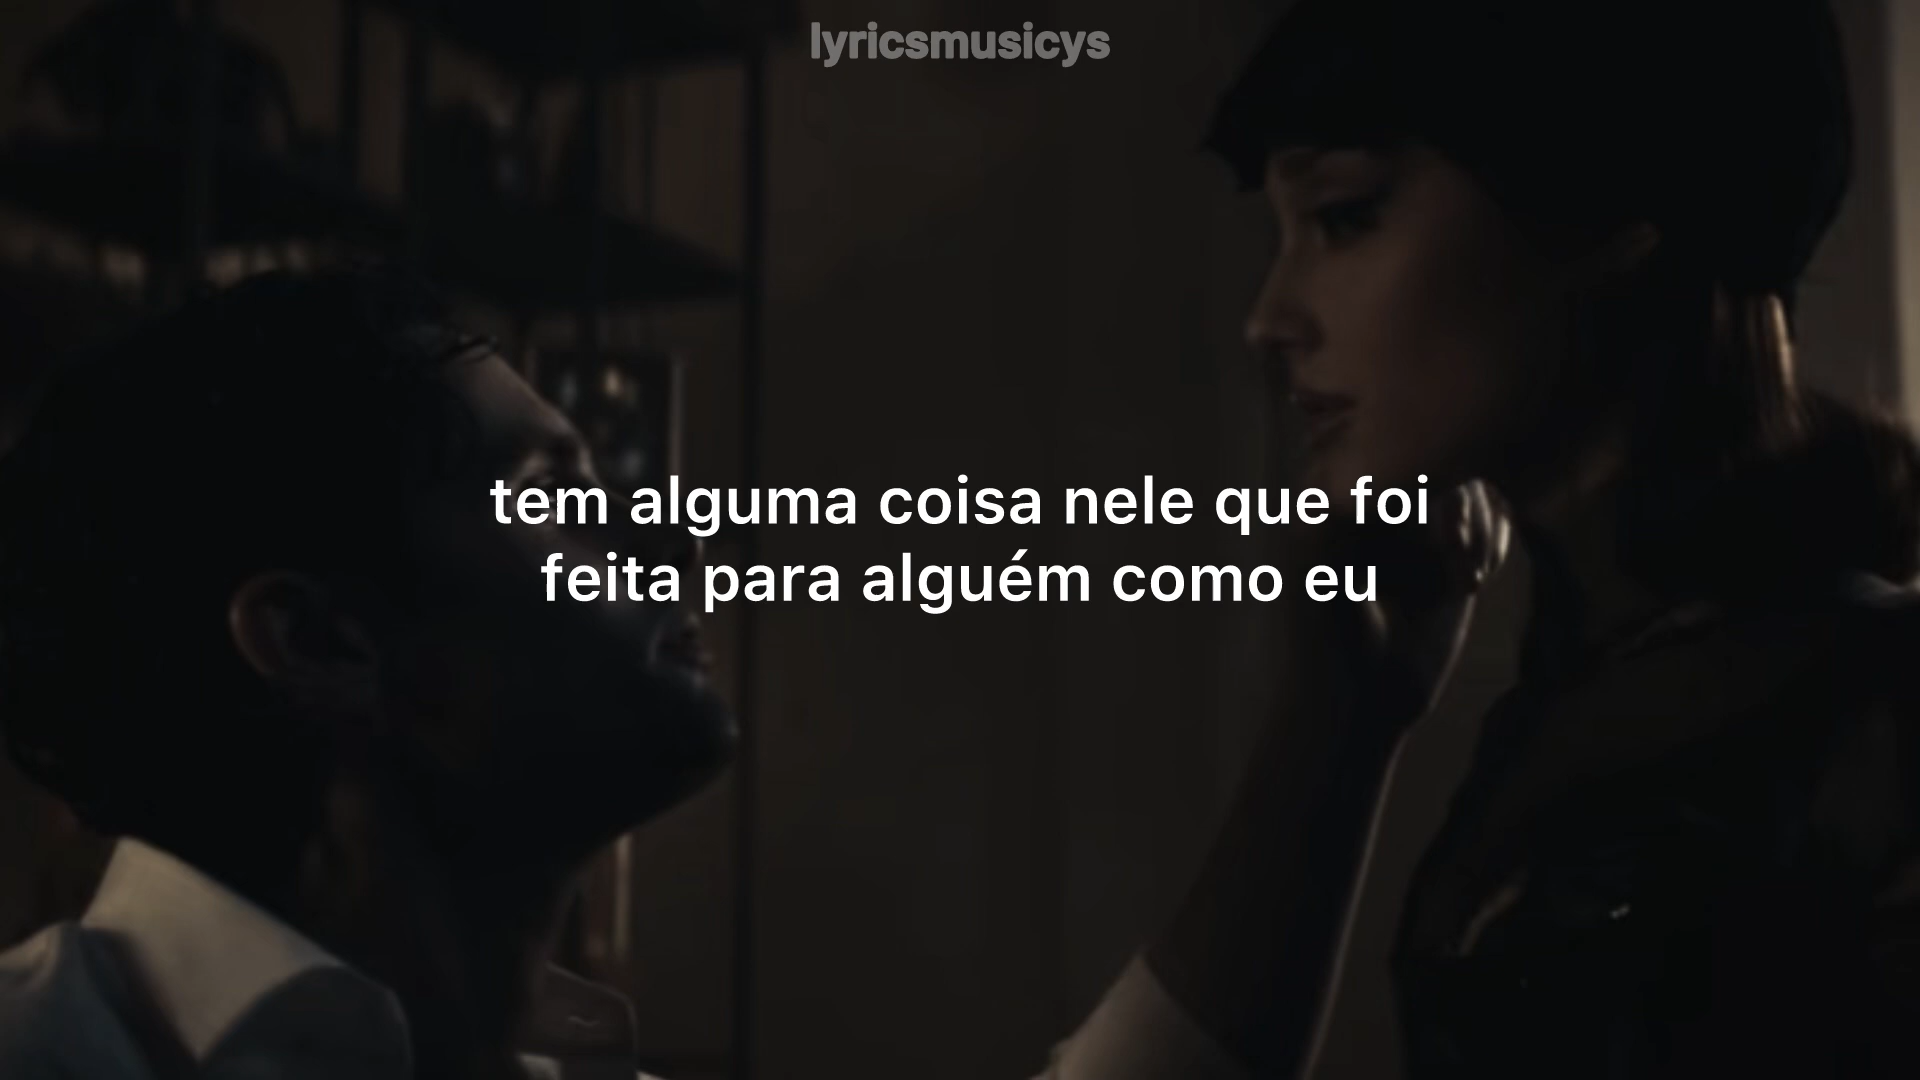 lyricsmusicys
tem alguma coisa nele que foi
feita para alguém como eu